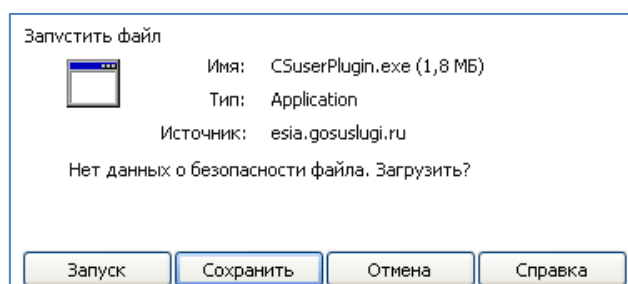 Запустить файл
Имя: CSuserPlugin.exe (1,8 МБ)
Тип: Application
Источник: esia.gosuslugi.ru
Нет данных о безопасности файла. Загрузить?
Запуск Сохранить Отмена Справка